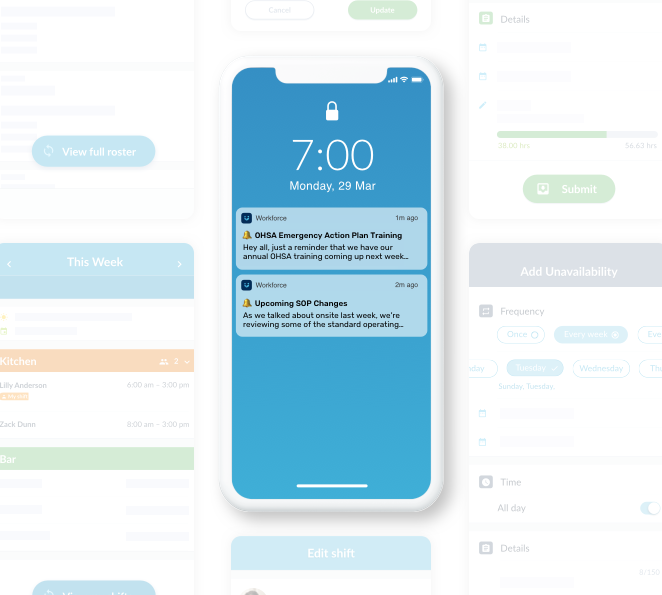 Cancel
Update
View full roster
This Week
Kitchen
2
Lilly Anderson
6:00 am – 3:00 pm
Zack Dunn
8:00 am – 3:00 pm
Bar
7:00
Monday, 29 Mar
Workforce
1m ago
OHSA Emergency Action Plan Training
Hey all, just a reminder that we have our
annual OHSA training coming up next week...
Workforce
2m ago
Upcoming SOP Changes
As we talked about onsite last week, we're
reviewing some of the standard operating...
Edit shift
Details
38.00 hrs
56.63 hrs
Submit
Add Unavailability
Frequency
Once
Every week
Eve
day
Tuesday
Wednesday
Thu
Sunday, Tuesday,
Time
All day
Details
6/150